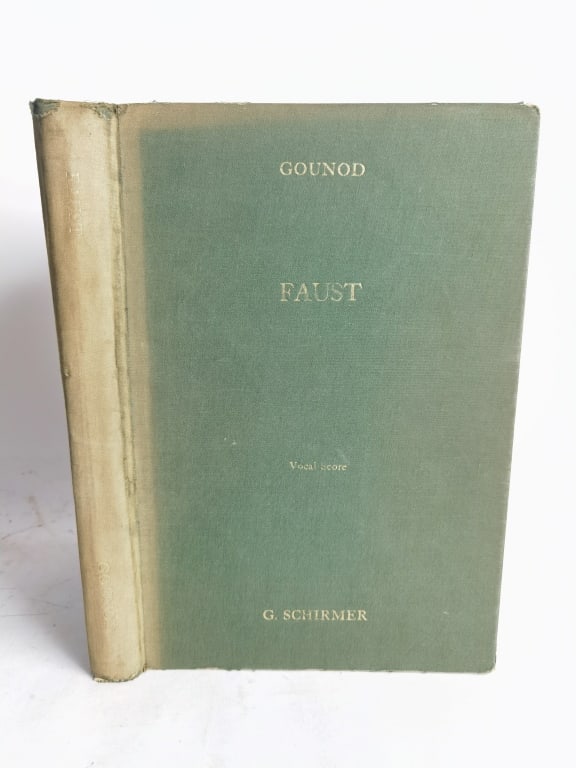 GOUNOD
FAUST
Vocal Score
G. SCHIRMER